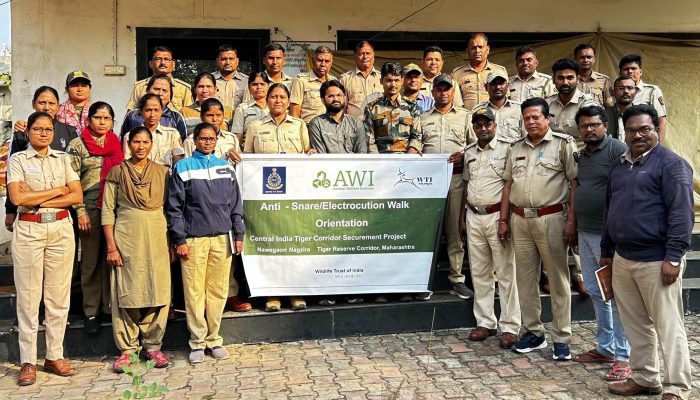 AWI
WTI
Anti - Snare/Electrocution Walk
Orientation
Central India Tiger Corridor Securement Project
Nawegaon Nagzira Tiger Reserve Corridor, Maharashtra
Wildlife Trust of India